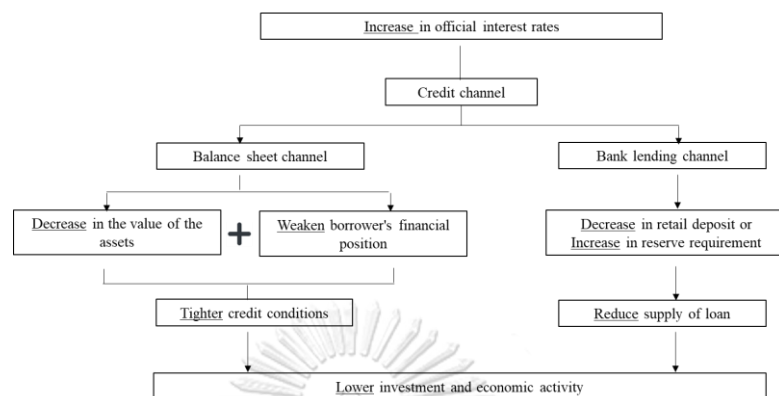 Increase in official interest rates
Credit channel
Balance sheet channel
Bank lending channel
Decrease in the value of the
assets
Weaken borrower's financial
position
Decrease in retail deposit or
Increase in reserve requirement
Tighter credit conditions
Reduce supply of loan
Lower investment and economic activity